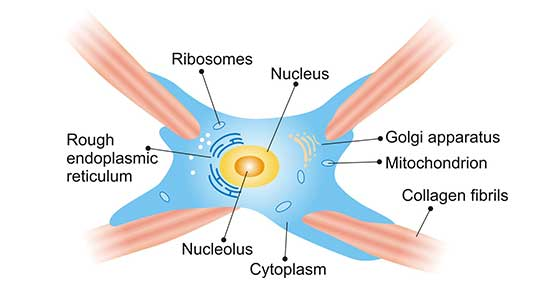 Ribosomes
Nucleus
Rough
endoplasmic
reticulum
Golgi apparatus
Mitochondrion
Collagen fibrils
Nucleolus
Cytoplasm